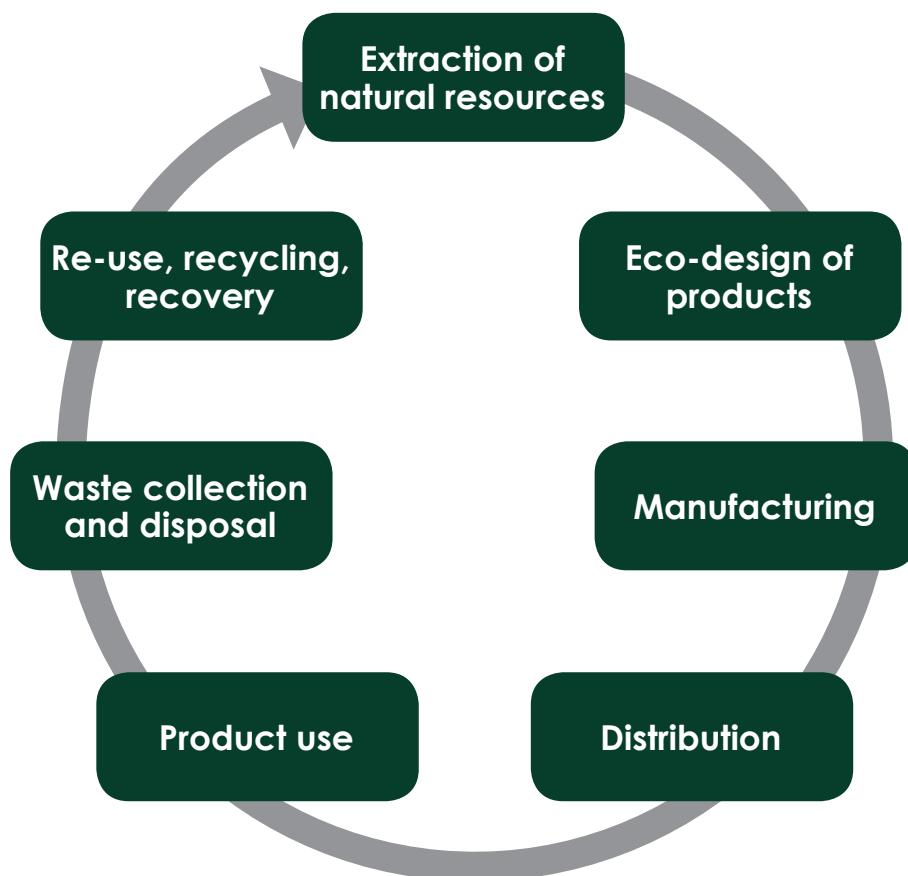 Extraction of
natural resources
Eco-design of
products
Manufacturing
Distribution
Product use
Waste collection
and disposal
Re-use, recycling,
recovery